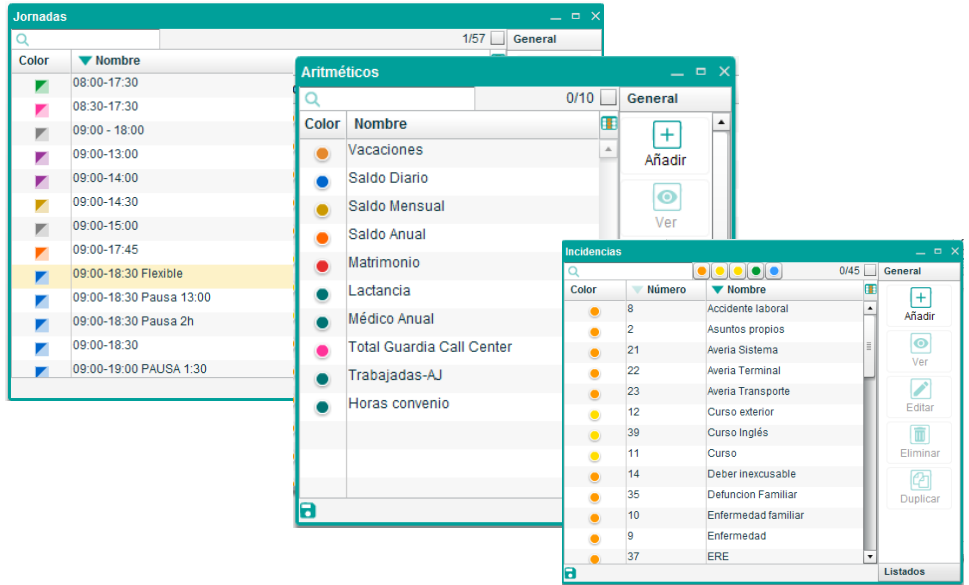 Jornadas
1/57 General
Color Nombre
08:00-17:30
08:30-17:30
09:00 - 18:00
09:00-13:00
09:00-14:00
09:00-14:30
09:00-15:00
09:00-17:45
09:00-18:30 Flexible
09:00-18:30 Pausa 13:00
09:00-18:30 Pausa 2h
09:00-18:30
09:00-19:00 PAUSA 1:30
Aritméticos
0/10 General
Color Nombre
Vacaciones
Saldo Diario
Saldo Mensual
Saldo Anual
Matrimonio
Lactancia
Médico Anual
Total Guardia Call Center
Trabajadas-AJ
Horas convenio
Añadir
Ver
Incidencias
0/45 General
Color Número Nombre
8 Accidente laboral
2 Asuntos propios
21 Averia Sistema
22 Averia Terminal
23 Averia Transporte
12 Curso exterior
39 Curso Inglés
11 Curso
14 Deber inexcusable
35 Defuncion Familiar
10 Enfermedad familiar
9 Enfermedad
37 ERE
Añadir
Ver
Editar
Eliminar
Duplicar
Listados